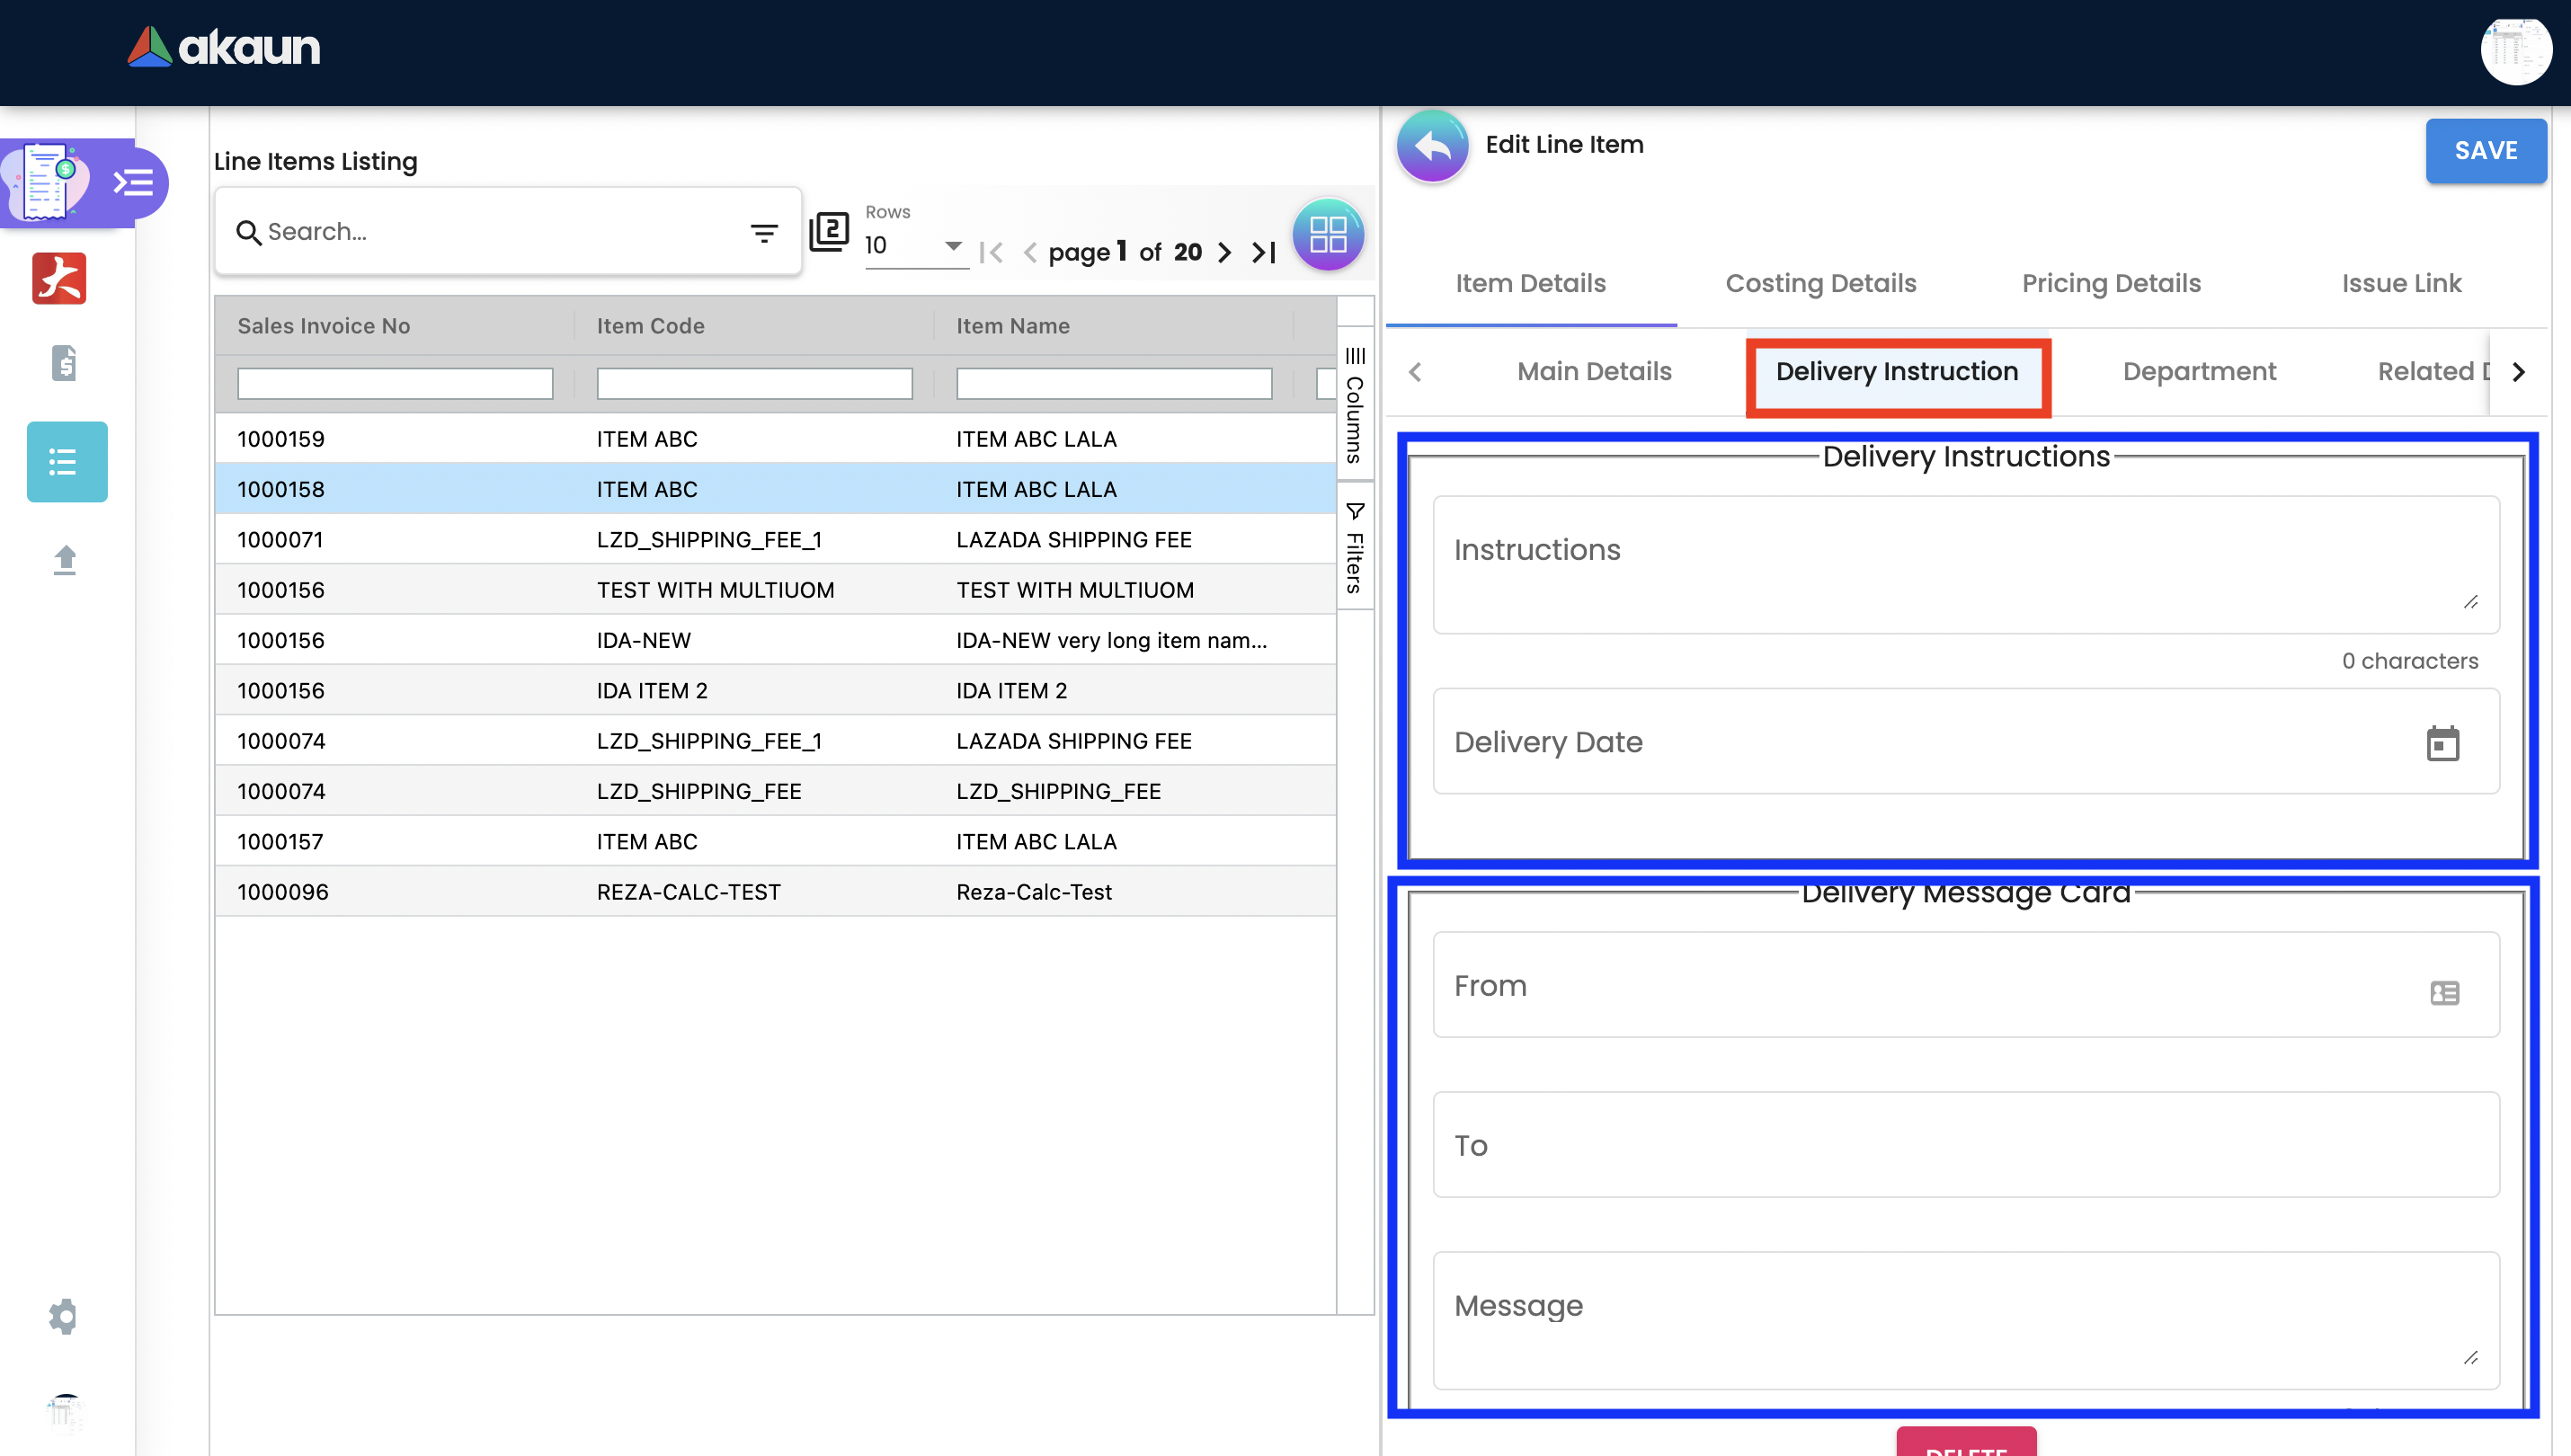 akaun
Line Items Listing
Search...
2
Rows
10
page 1 of 20
Sales Invoice No Item Code Item Name
1000159 ITEM ABC ITEM ABC LALA
1000158 ITEM ABC ITEM ABC LALA
1000071 LZD_SHIPPING_FEE_1 LAZADA SHIPPING FEE
1000156 TEST WITH MULTIUOM TEST WITH MULTIUOM
1000156 IDA-NEW IDA-NEW very long item nam...
1000156 IDA ITEM 2 IDA ITEM 2
1000074 LZD_SHIPPING_FEE_1 LAZADA SHIPPING FEE
1000074 LZD_SHIPPING_FEE LZD_SHIPPING_FEE
1000157 ITEM ABC ITEM ABC LALA
1000096 REZA-CALC-TEST Reza-Calc-Test
Columns
Filters
Edit Line Item
SAVE
Item Details Costing Details Pricing Details Issue Link
Main Details Delivery Instruction Department Related
Delivery Instructions
Instructions
0 characters
Delivery Date
Delivery Message Card
From
To
Message
DELETE